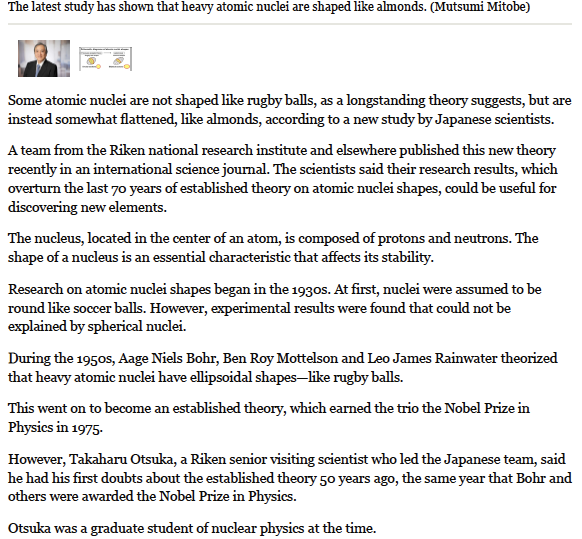 The latest study has shown that heavy atomic nuclei are shaped like almonds. (Mutsumi Mitobe)
Some atomic nuclei are not shaped like rugby balls, as a longstanding theory suggests, but are
instead somewhat flattened, like almonds, according to a new study by Japanese scientists.
A team from the Riken national research institute and elsewhere published this new theory
recently in an international science journal. The scientists said their research results, which
overturn the last 70 years of established theory on atomic nuclei shapes, could be useful for
discovering new elements.
The nucleus, located in the center of an atom, is composed of protons and neutrons. The
shape of a nucleus is an essential characteristic that affects its stability.
Research on atomic nuclei shapes began in the 1930s. At first, nuclei were assumed to be
round like soccer balls. However, experimental results were found that could not be
explained by spherical nuclei.
During the 1950s, Aage Niels Bohr, Ben Roy Mottelson and Leo James Rainwater theorized
that heavy atomic nuclei have ellipsoidal shapes—like rugby balls.
This went on to become an established theory, which earned the trio the Nobel Prize in
Physics in 1975.
However, Takaharu Otsuka, a Riken senior visiting scientist who led the Japanese team, said
he had his first doubts about the established theory 50 years ago, the same year that Bohr and
others were awarded the Nobel Prize in Physics.
Otsuka was a graduate student of nuclear physics at the time.